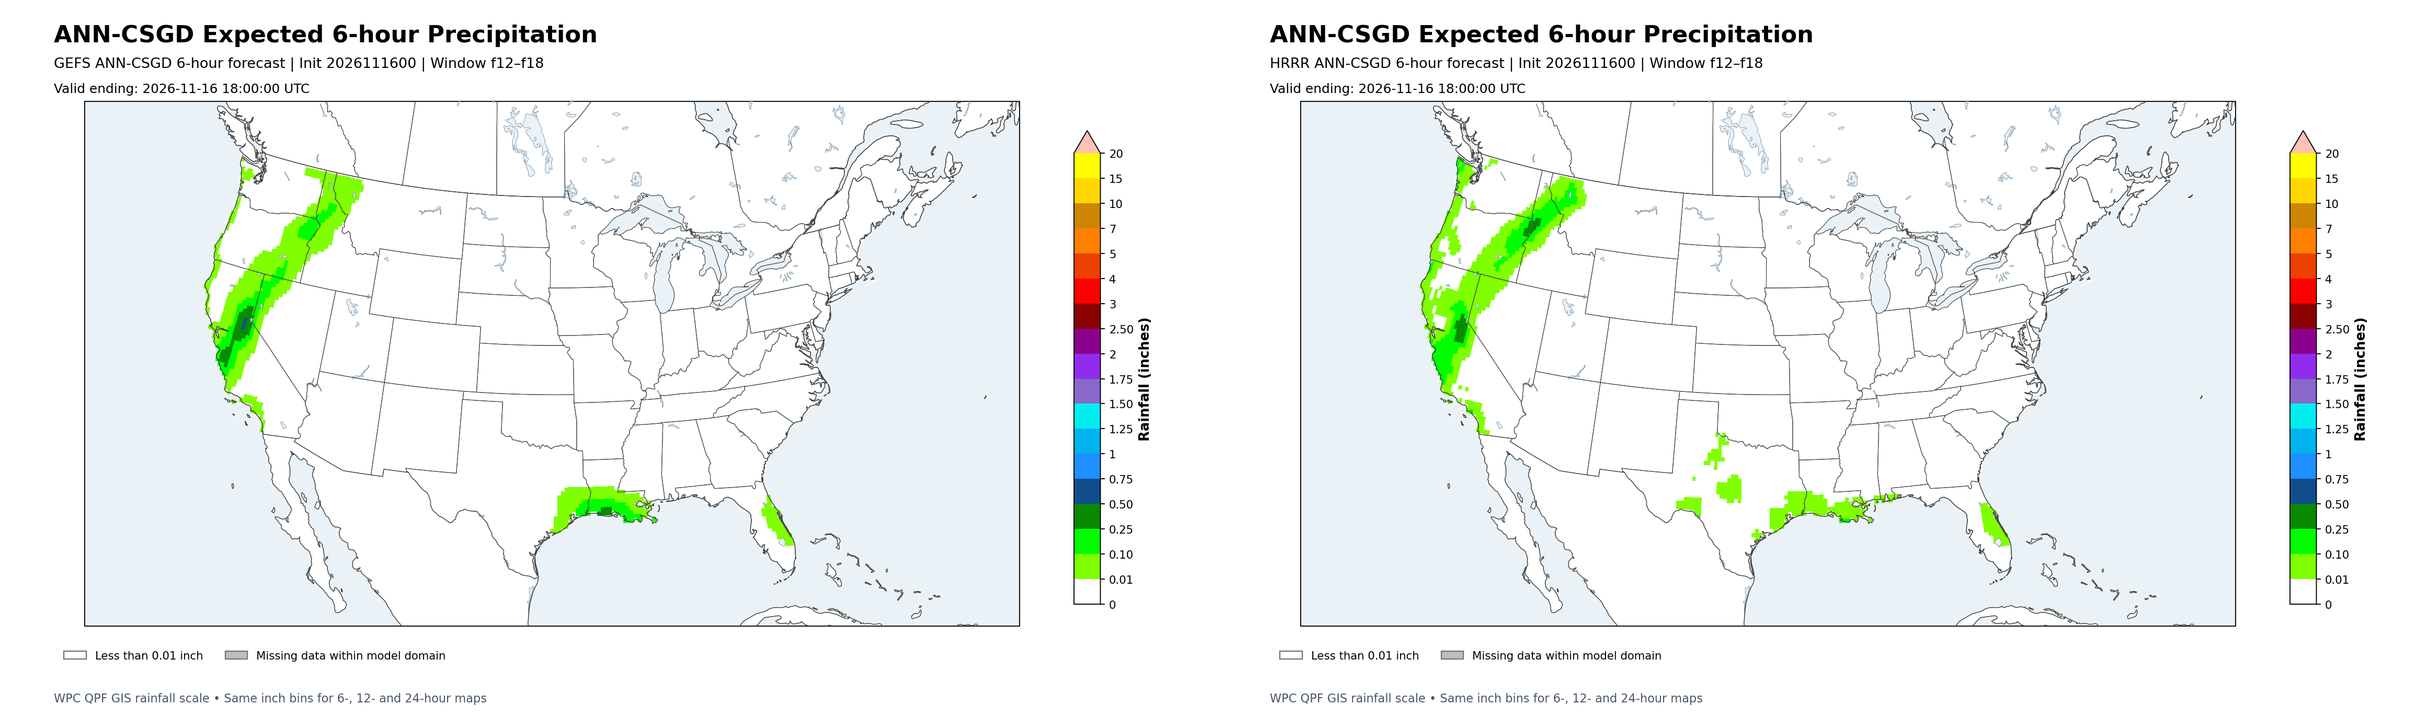 ANN-CSGD Expected 6-hour Precipitation
GEFS ANN-CSGD 6-hour forecast | Init 2026111600 | Window f12–f18
Valid ending: 2026-11-16 18:00:00 UTC
20
15
10
7
5
4
3
2.50
2
1.75
1.50
1.25
1
0.75
0.50
0.25
0.10
0.01
0
Rainfall (inches)
Less than 0.01 inch
Missing data within model domain
WPC QPF GIS rainfall scale • Same inch bins for 6-, 12- and 24-hour maps
ANN-CSGD Expected 6-hour Precipitation
HRRR ANN-CSGD 6-hour forecast | Init 2026111600 | Window f12–f18
Valid ending: 2026-11-16 18:00:00 UTC
20
15
10
7
5
4
3
2.50
2
1.75
1.50
1.25
1
0.75
0.50
0.25
0.10
0.01
0
Rainfall (inches)
Less than 0.01 inch
Missing data within model domain
WPC QPF GIS rainfall scale • Same inch bins for 6-, 12- and 24-hour maps